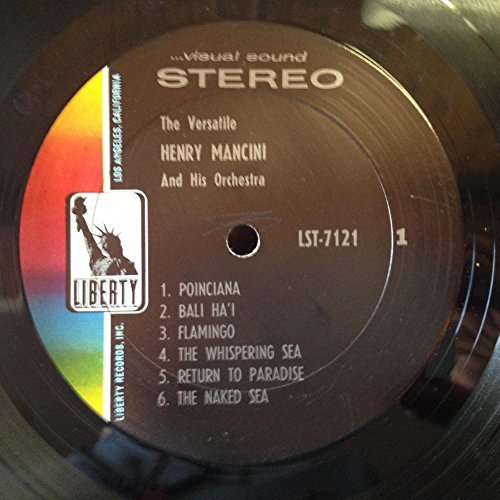 ...visual sound
STEREO
The Versatile
HENRY MANCINI
And His Orchestra
LST-7121 1
1. POINCIANA
2. BALI HA'I
3. FLAMINGO
4. THE WHISPERING SEA
5. RETURN TO PARADISE
6. THE NAKED SEA
LIBERTY
LIBERTY RECORDS, INC.
LOS ANGELES, CALIFORNIA